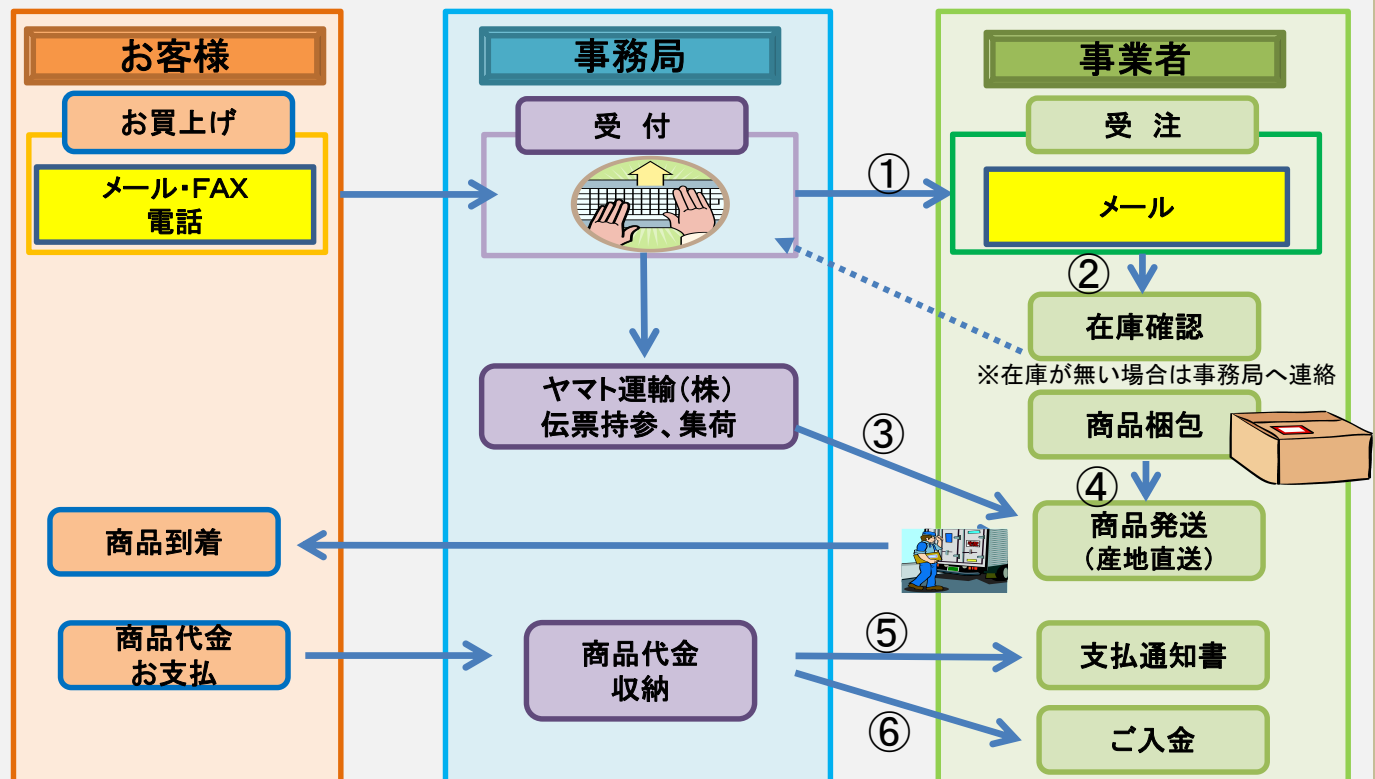 お客様
事務局
事業者
お買上げ
受 付
受 注
メール・FAX
電話
①
メール
②
在庫確認
※在庫が無い場合は事務局へ連絡
ヤマト運輸(株)
伝票持参、集荷
③
商品梱包
④
商品到着
商品発送
(産地直送)
商品代金
お支払
商品代金
収納
⑤
支払通知書
⑥
ご入金